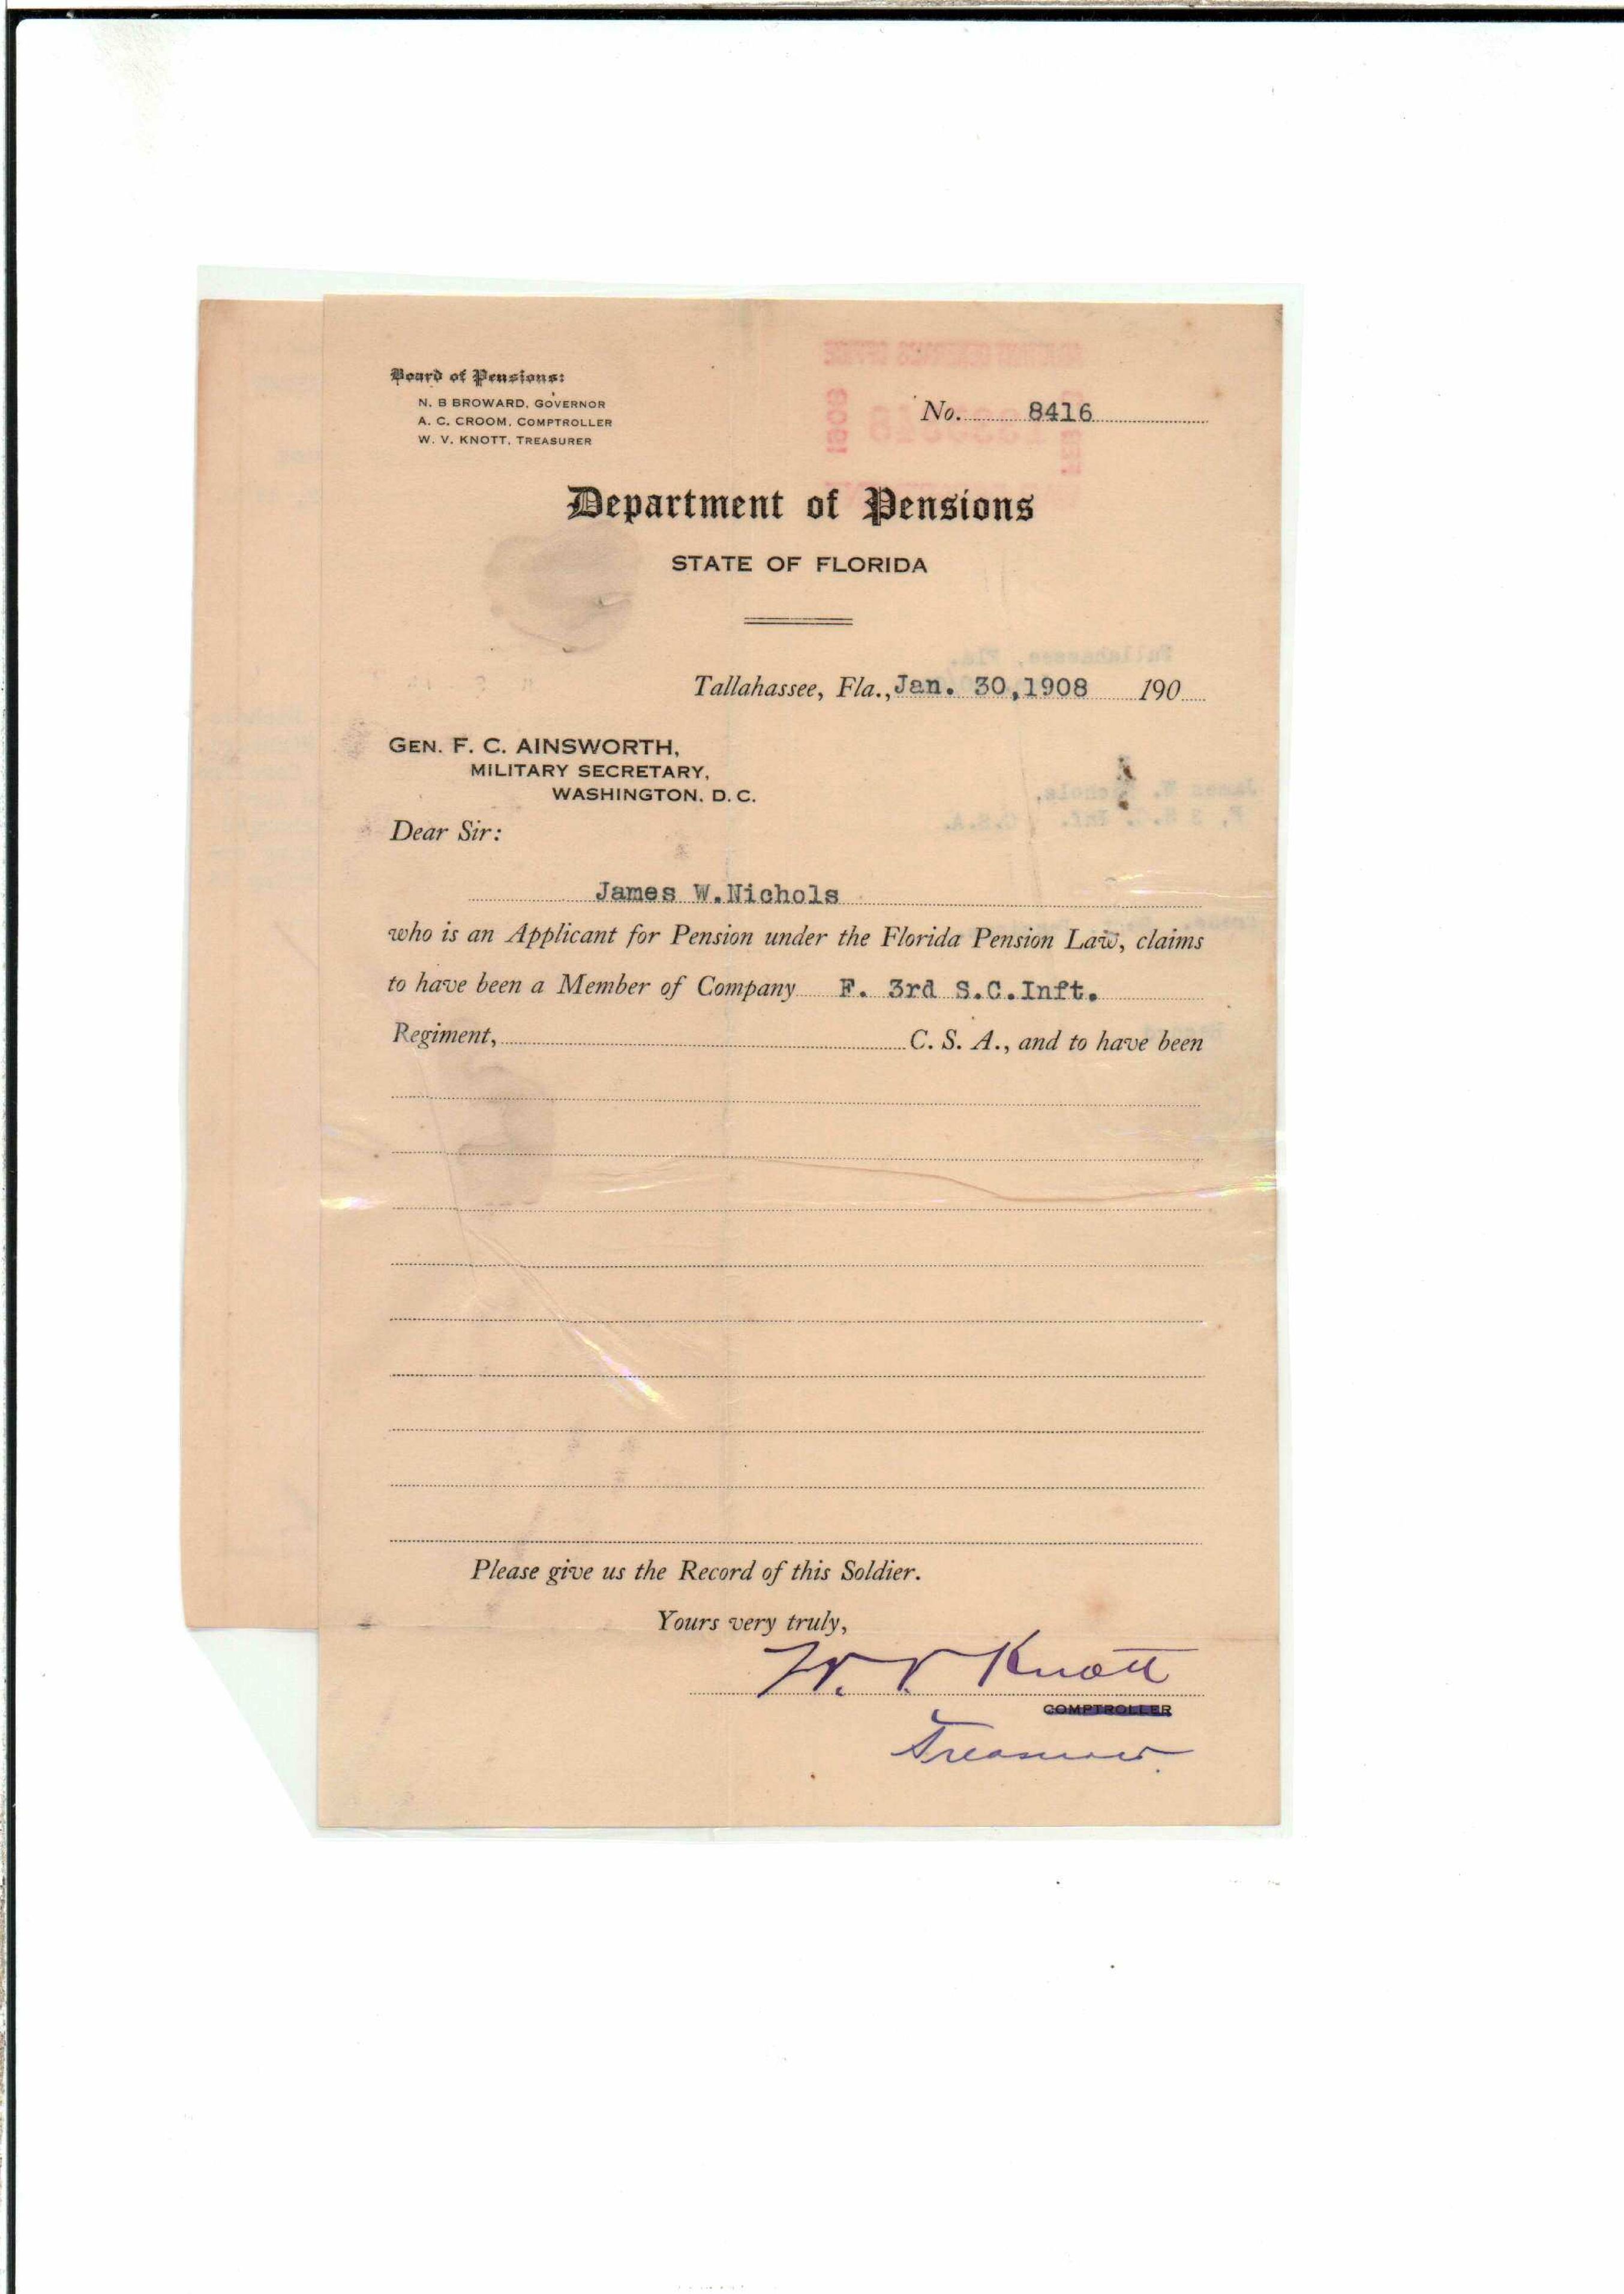 Board of Pensions:
N. B BROWARD, GOVERNOR
A. C. CROOM, COMPTROLLER
W. V. KNOTT, TREASURER
No. 8416
Department of Pensions
STATE OF FLORIDA
Tallahassee, Fla., Jan. 30, 1908 190
GEN. F. C. AINSWORTH,
MILITARY SECRETARY,
WASHINGTON, D. C.
Dear Sir:
James W. Nichols
who is an Applicant for Pension under the Florida Pension Law, claims
to have been a Member of Company F. 3rd S.C. Inft.
Regiment, C. S. A., and to have been
Please give us the Record of this Soldier.
Yours very truly,
W. V. Knott
COMPTROLLER
Treasurer.